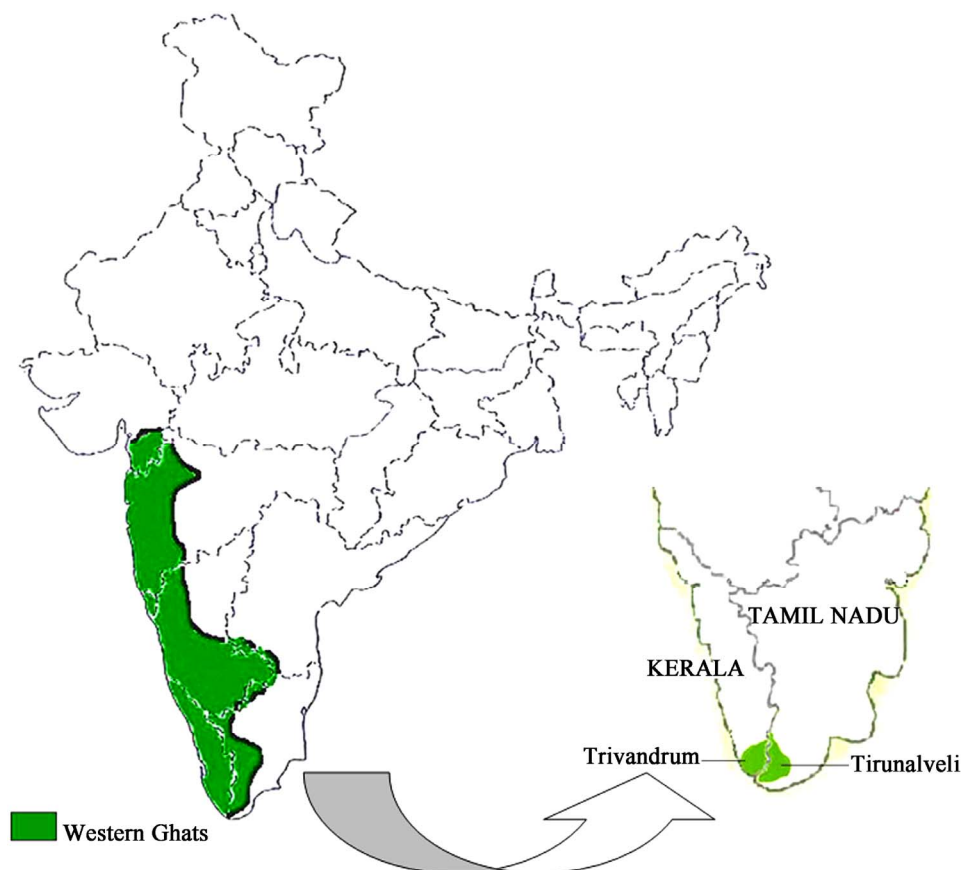 TAMIL NADU
KERALA
Trivandrum
Tirunalveli
Western Ghats